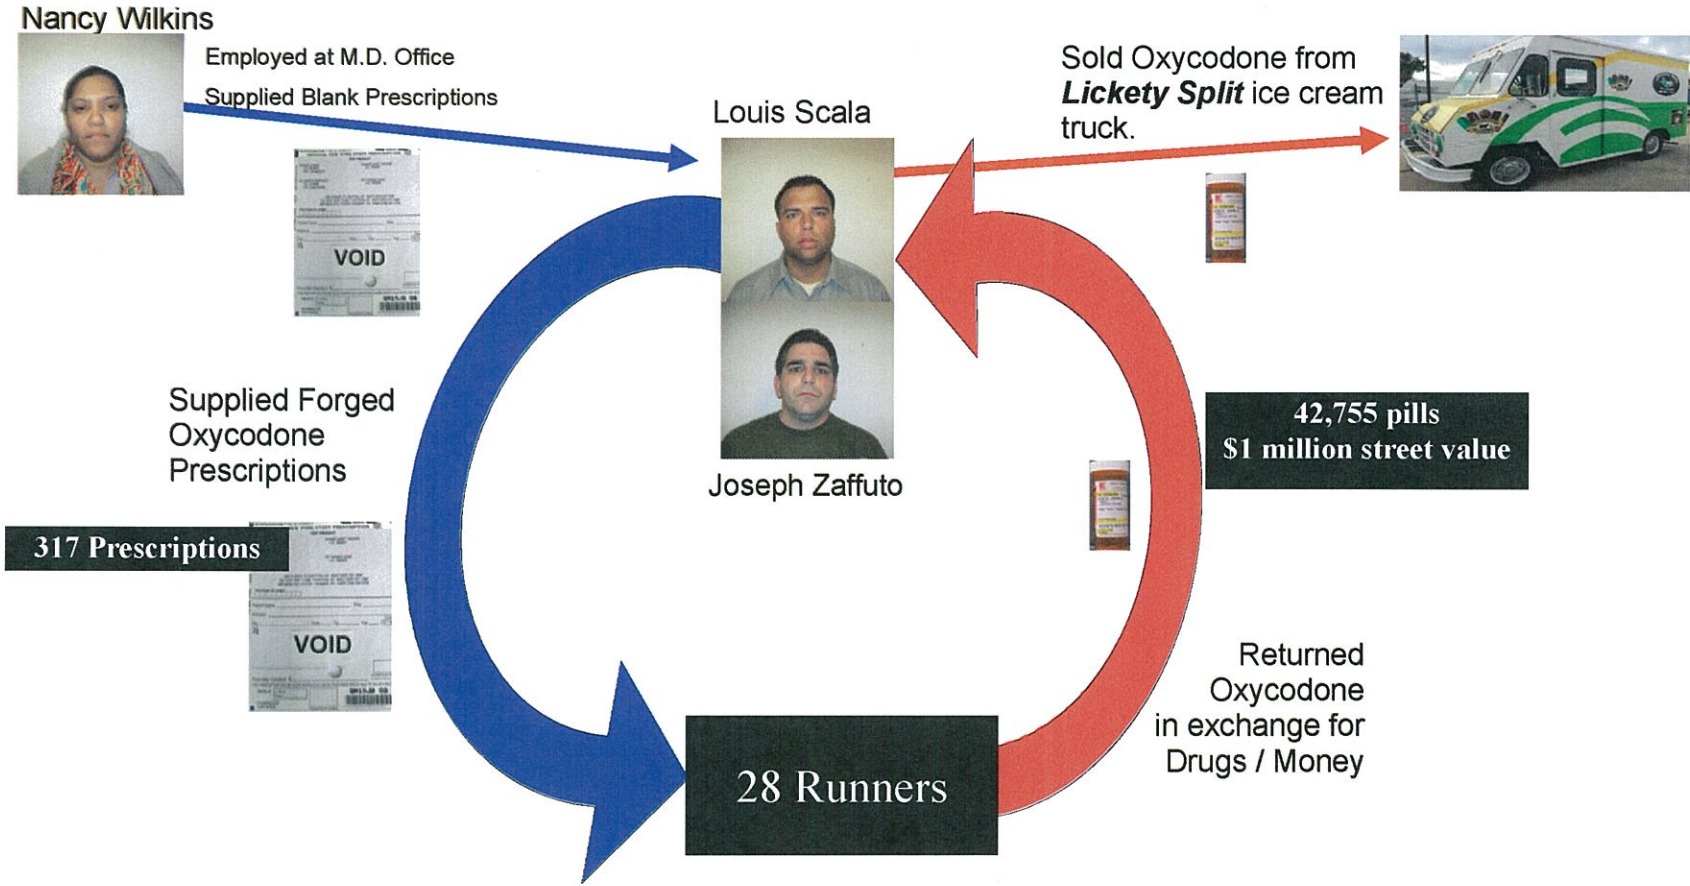 Nancy Wilkins
Employed at M.D. Office
Supplied Blank Prescriptions
Louis Scala
Sold Oxycodone from
Lickety Split ice cream
truck.
VOID
Supplied Forged
Oxycodone
Prescriptions
317 Prescriptions
VOID
Joseph Zaffuto
42,755 pills
$1 million street value
Returned
Oxycodone
in exchange for
Drugs / Money
28 Runners